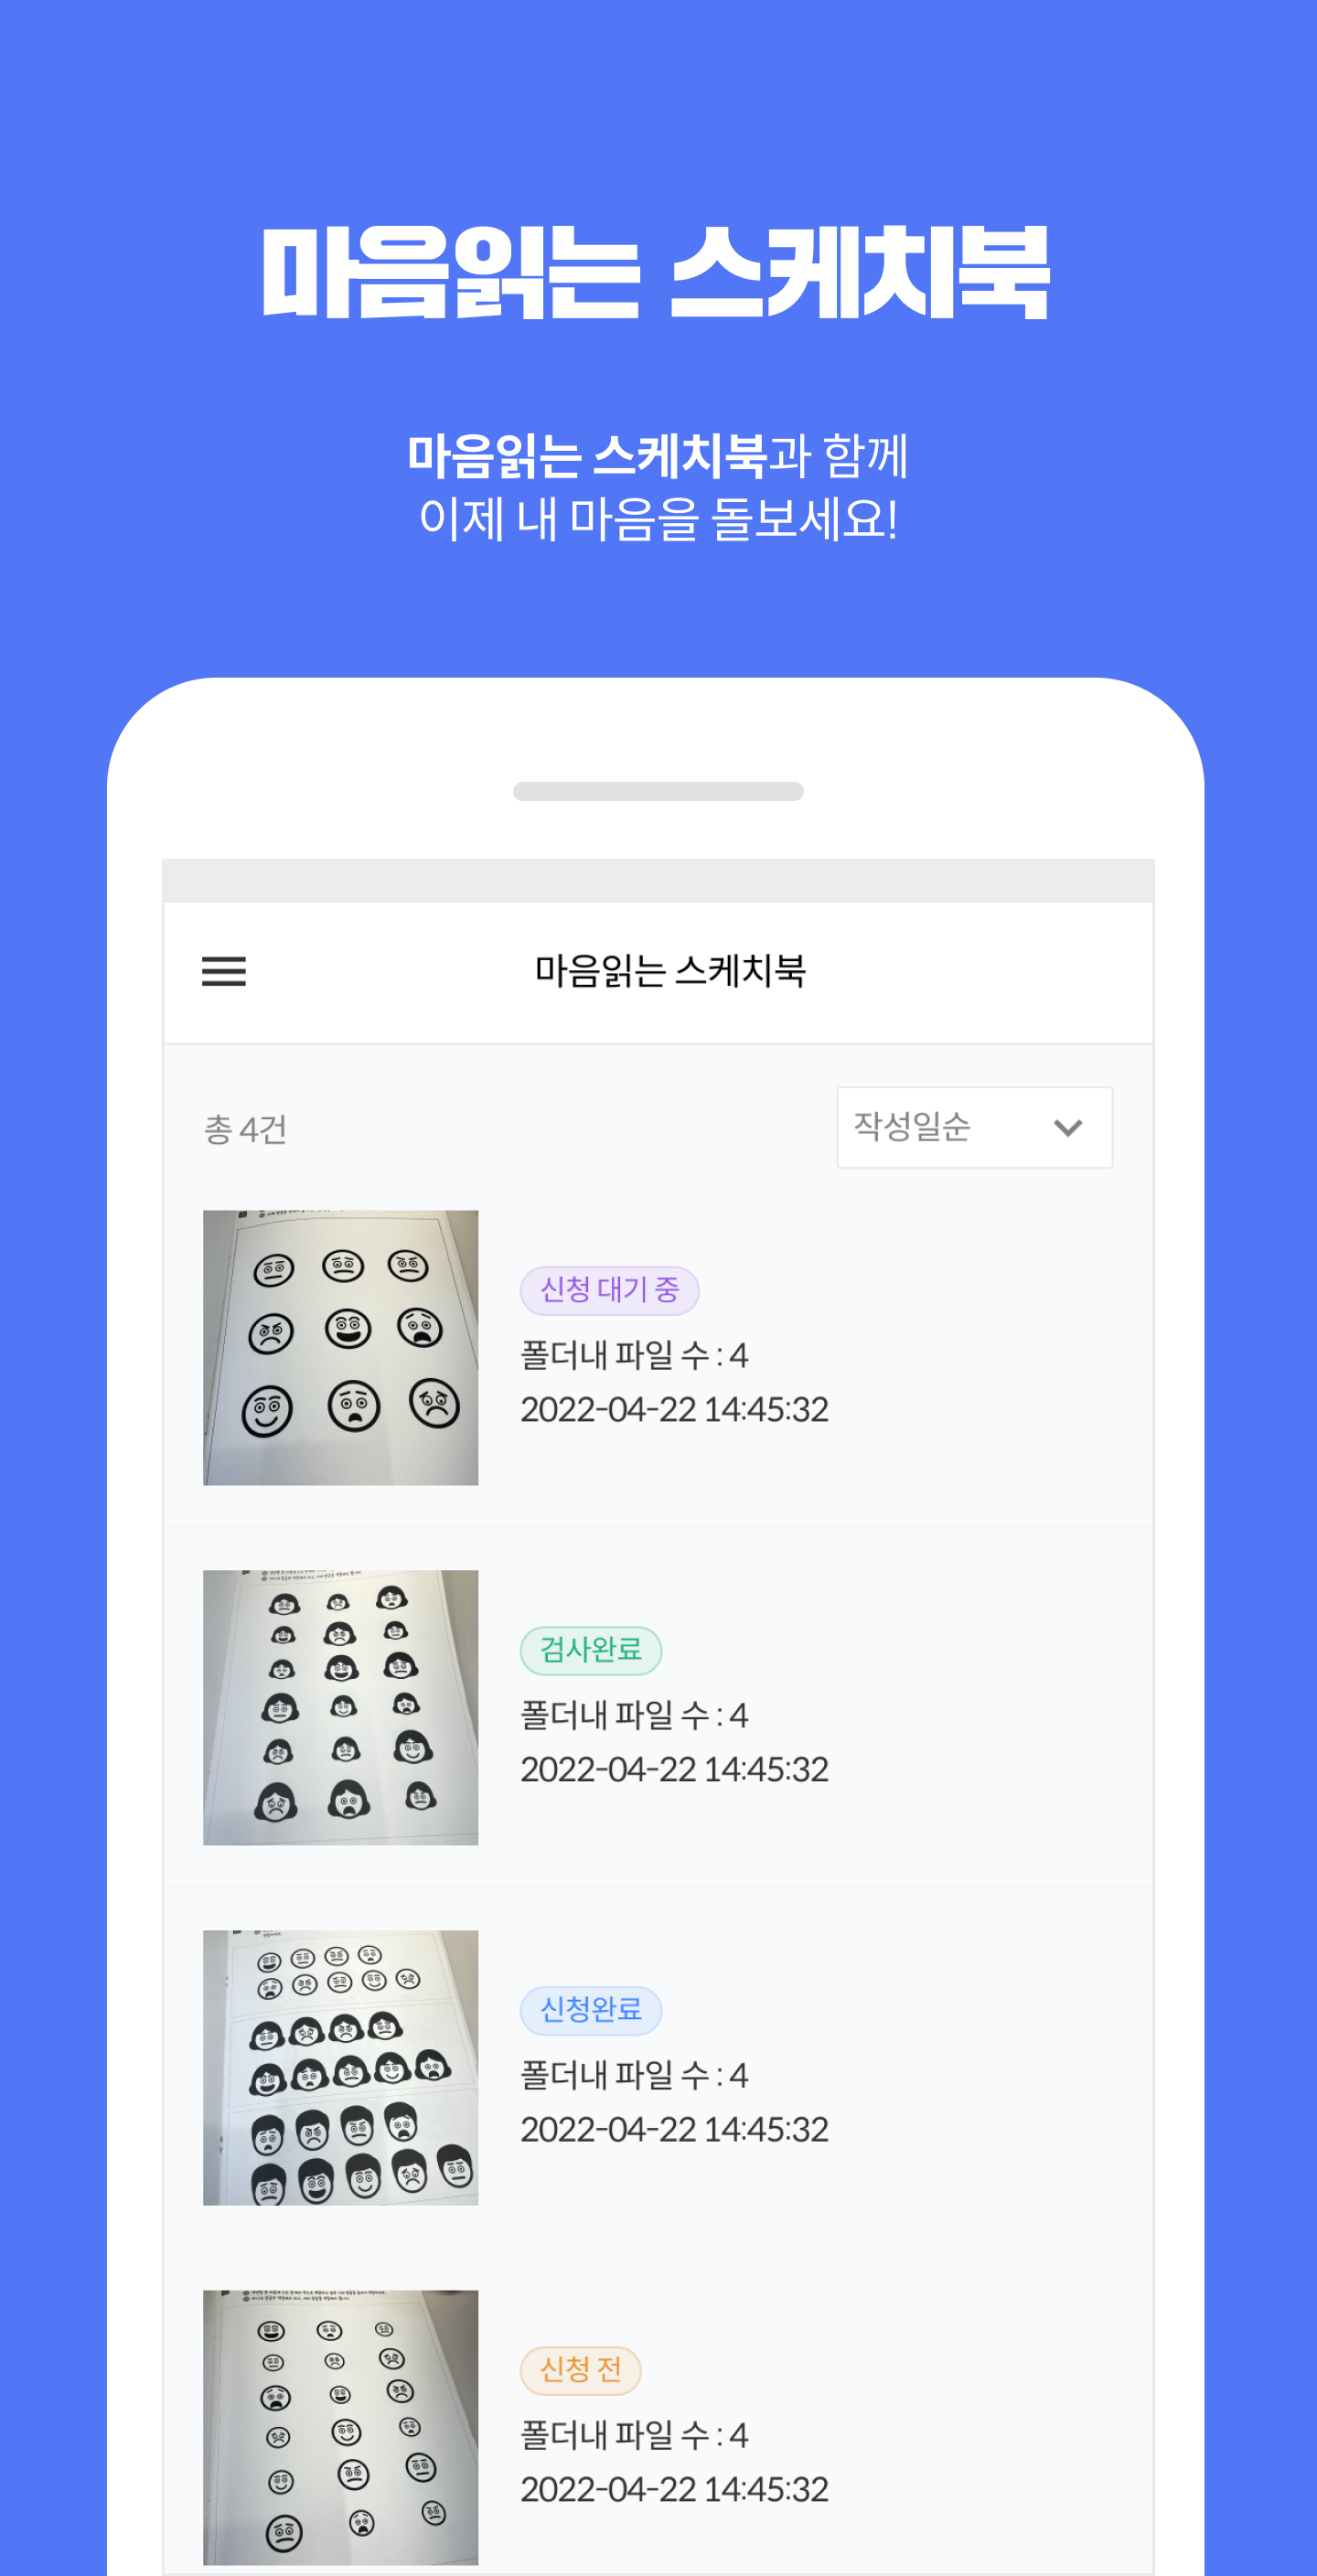 마음읽는 스케치북
마음읽는 스케치북과 함께
이제 내 마음을 돌보세요!
마음읽는 스케치북
총 4건
작성일순
신청 대기 중
폴더내 파일 수 : 4
2022-04-22 14:45:32
검사완료
폴더내 파일 수 : 4
2022-04-22 14:45:32
신청완료
폴더내 파일 수 : 4
2022-04-22 14:45:32
신청 전
폴더내 파일 수 : 4
2022-04-22 14:45:32